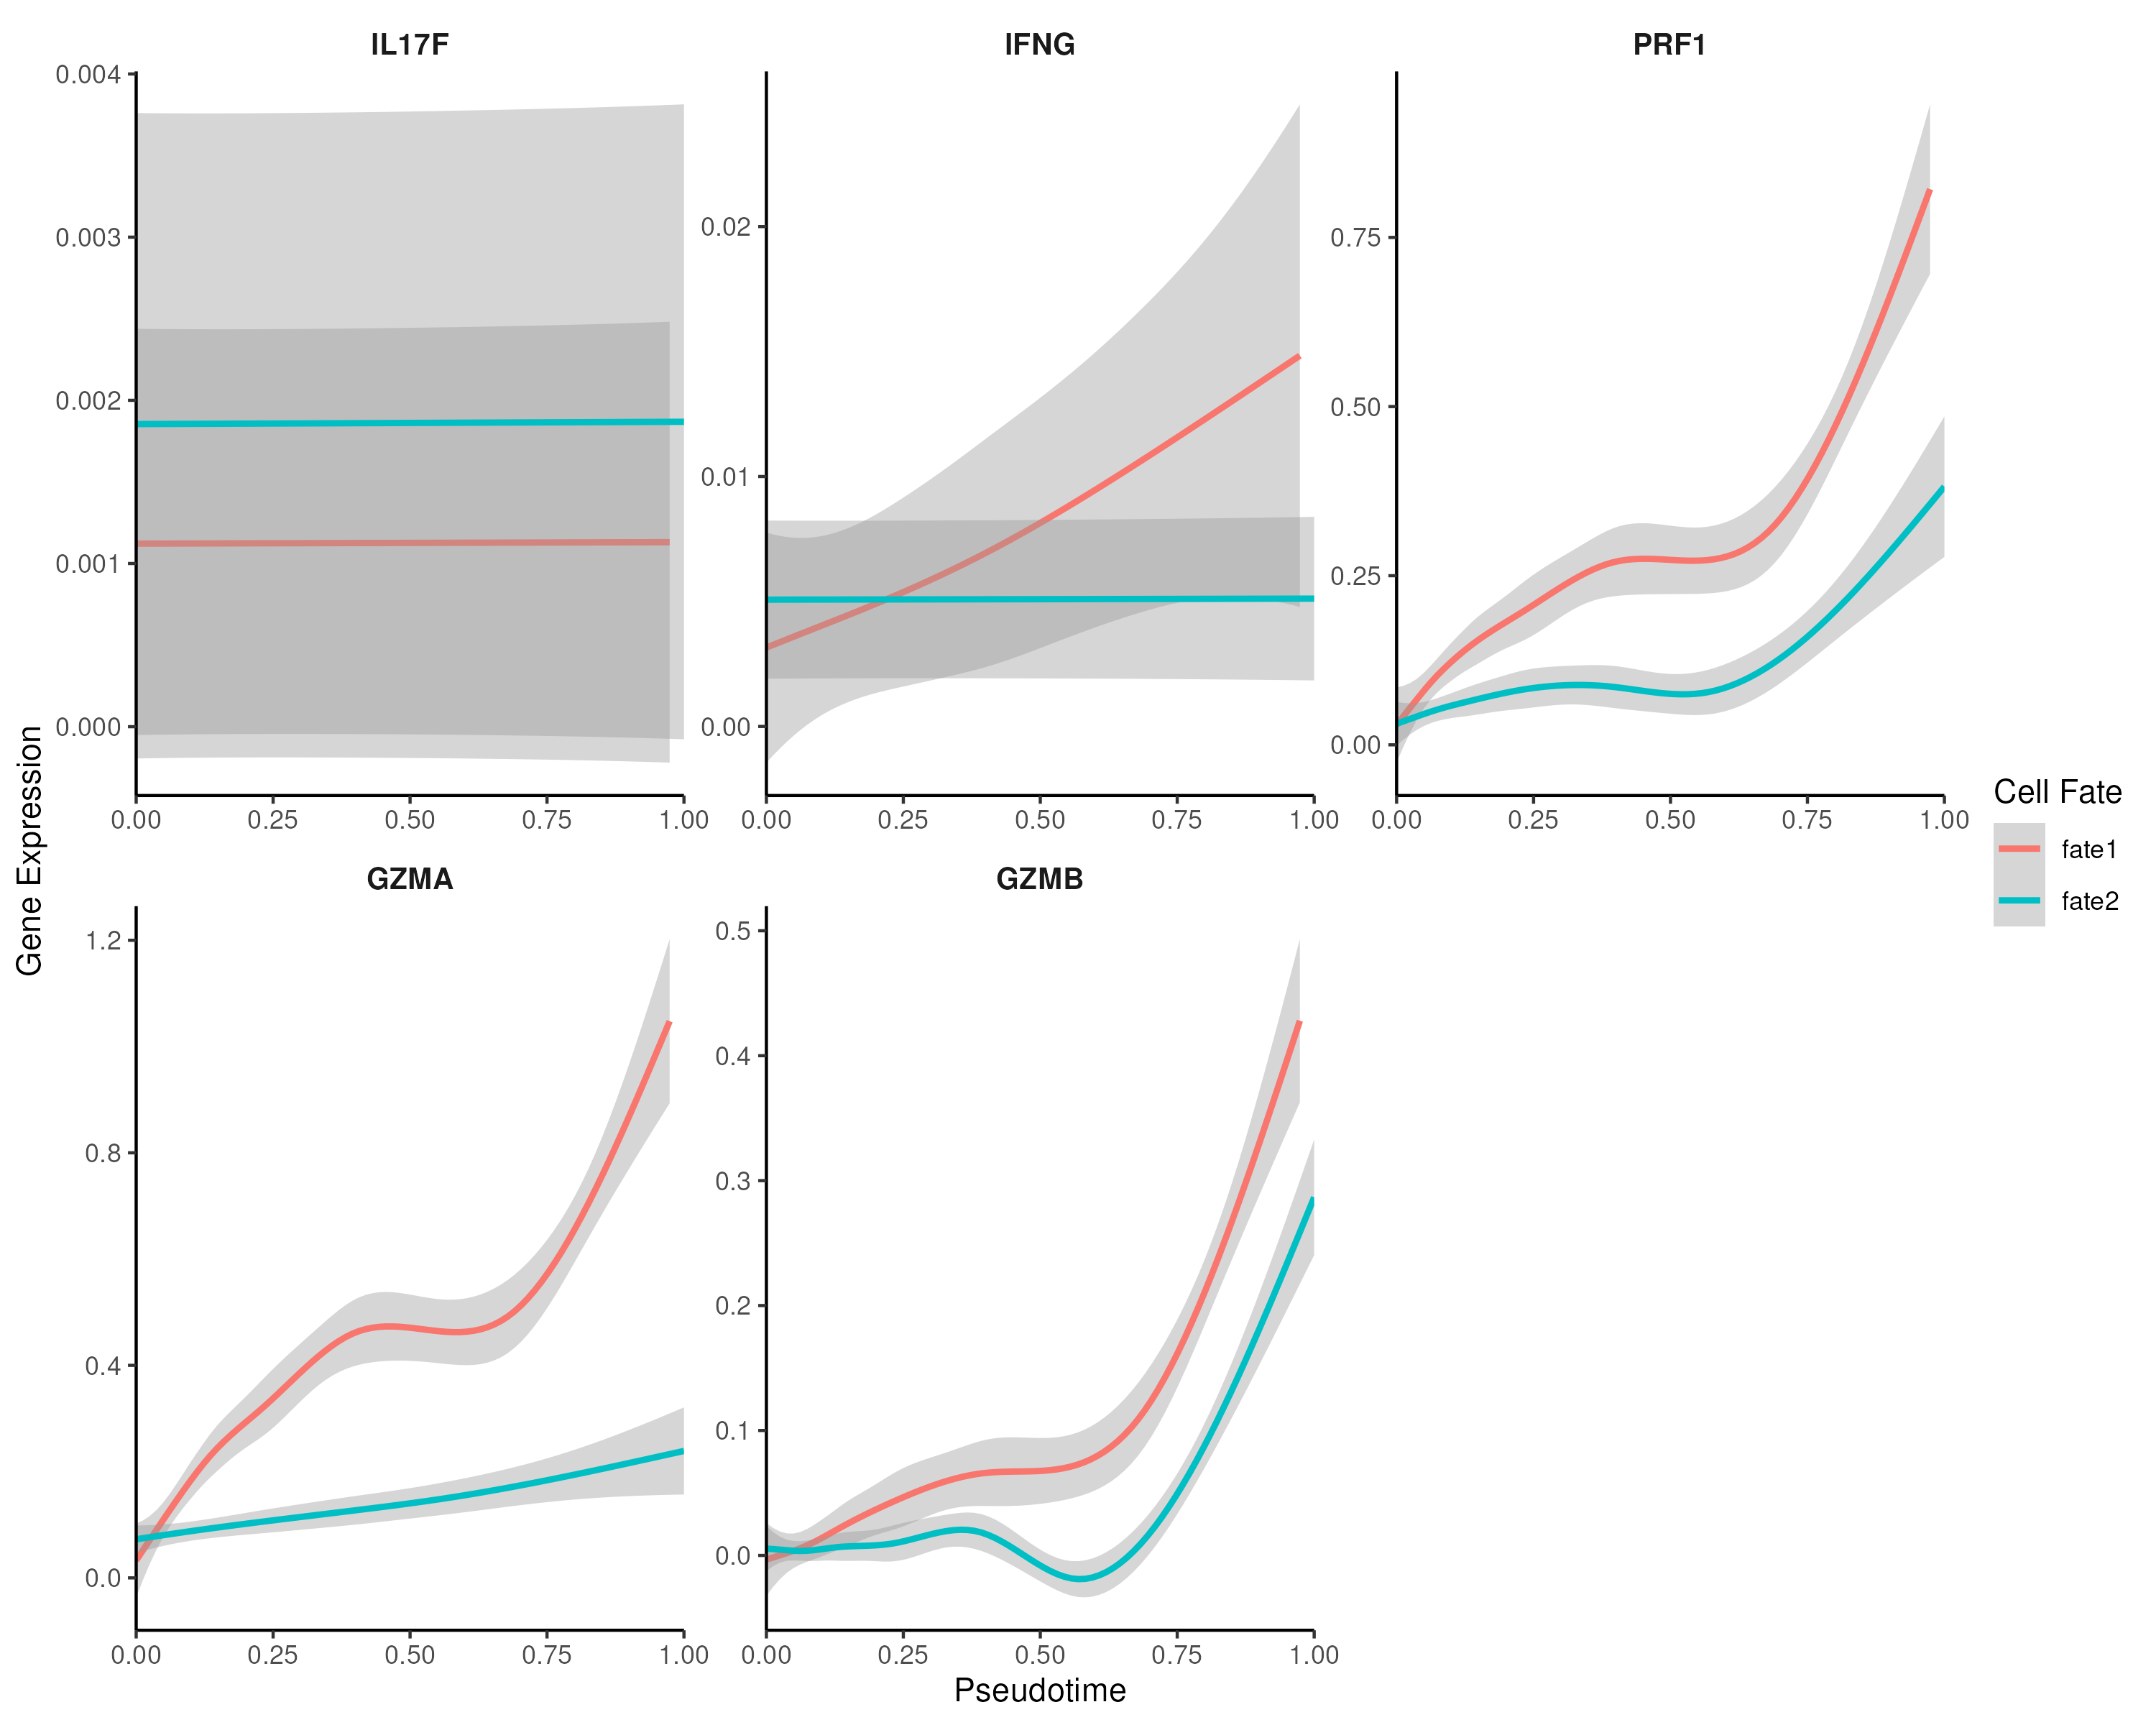 IL17F
IFNG
PRF1
0.004
0.003
0.002
0.001
0.000
0.02
0.01
0.00
0.75
0.50
0.25
0.00
0.00 0.25 0.50 0.75 1.00
0.00 0.25 0.50 0.75 1.00
0.00 0.25 0.50 0.75 1.00
Gene Expression
Cell Fate
fate1
fate2
GZMA
GZMB
1.2
0.8
0.4
0.0
0.5
0.4
0.3
0.2
0.1
0.0
0.00 0.25 0.50 0.75 1.00
0.00 0.25 0.50 0.75 1.00
Pseudotime